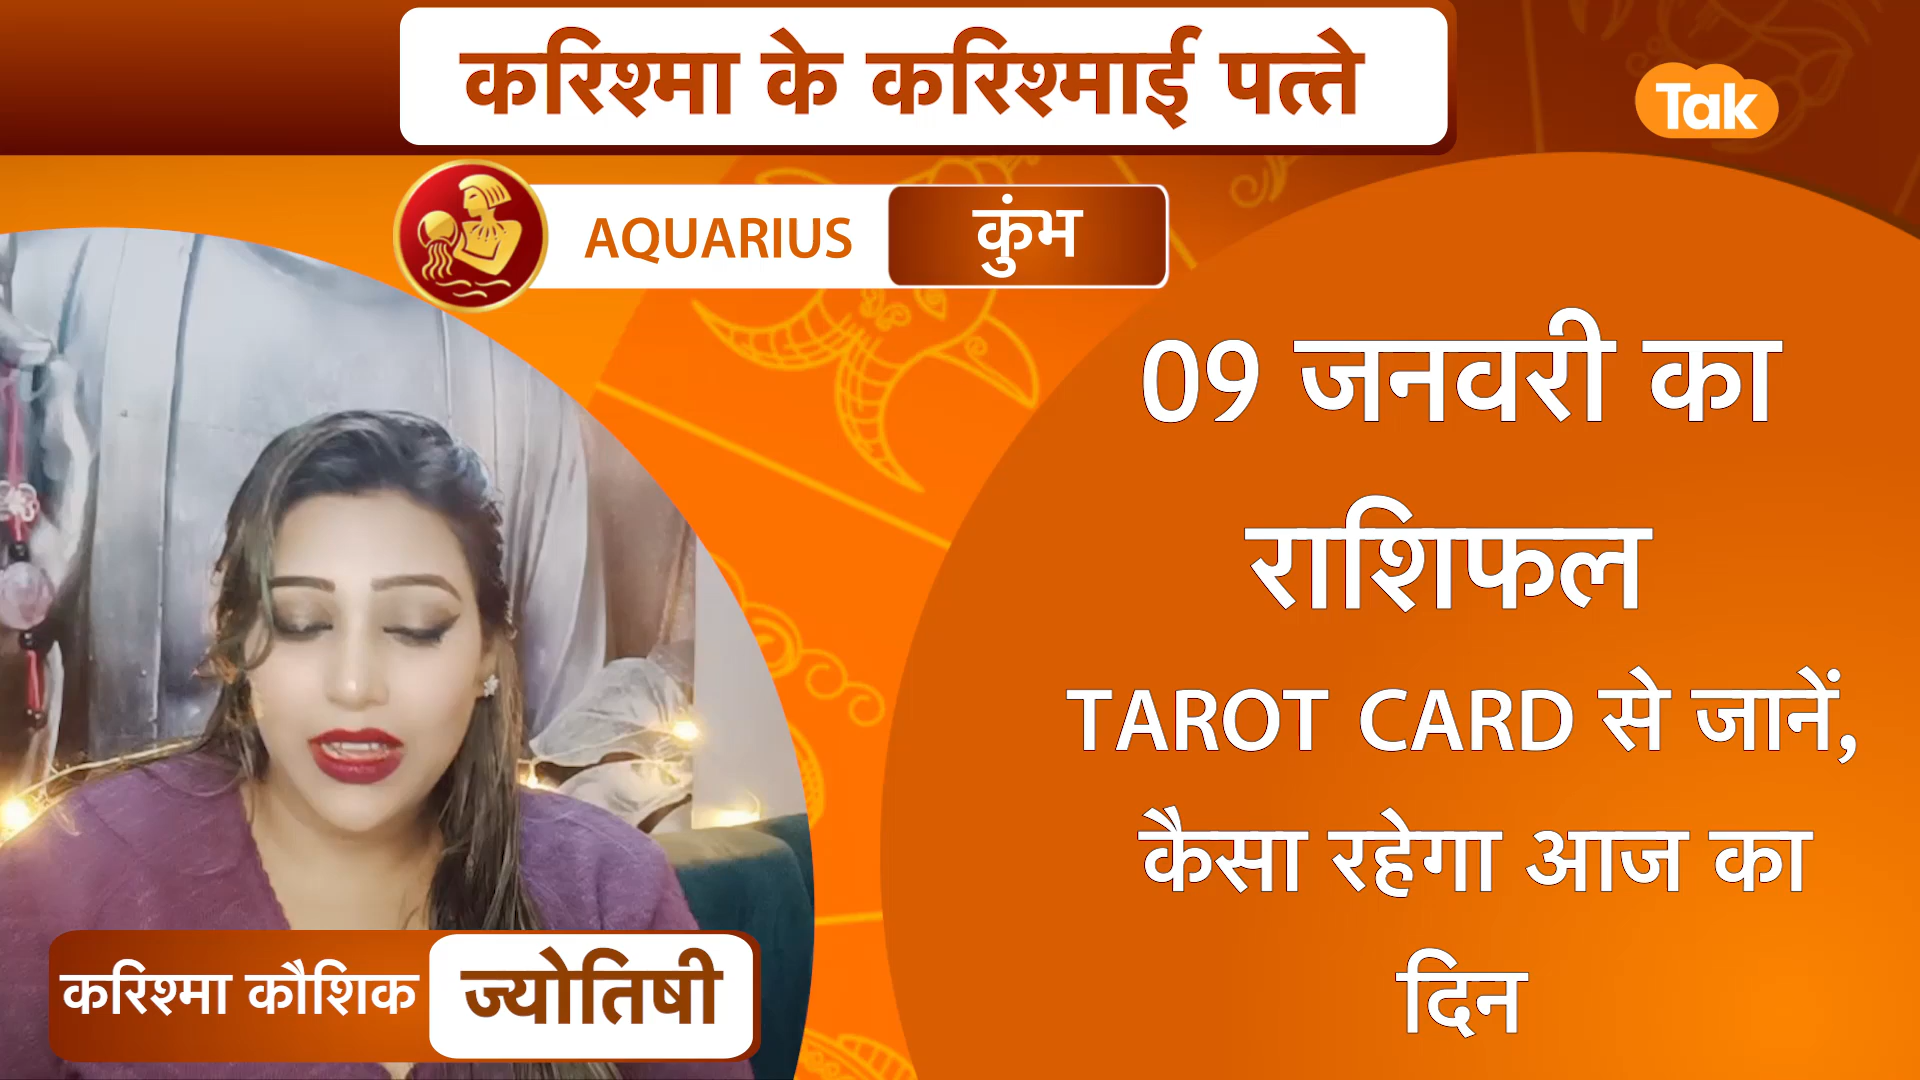 करिश्मा के करिश्माई पत्ते
Tak
AQUARIUS कुंभ
09 जनवरी का
राशिफल
TAROT CARD से जानें,
कैसा रहेगा आज का
दिन
करिश्मा कौशिक ज्योतिषी